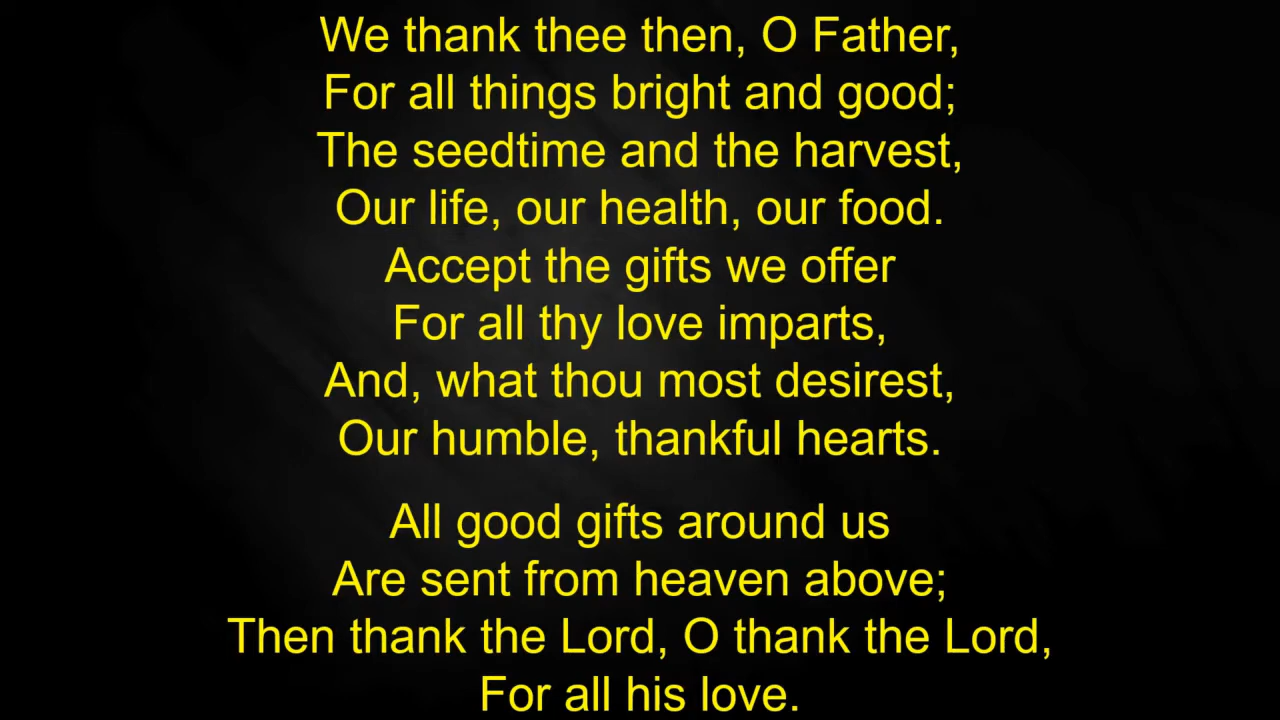 We thank thee then, O Father,
For all things bright and good;
The seedtime and the harvest,
Our life, our health, our food.
Accept the gifts we offer
For all thy love imparts,
And, what thou most desirest,
Our humble, thankful hearts.
All good gifts around us
Are sent from heaven above;
Then thank the Lord, O thank the Lord,
For all his love.